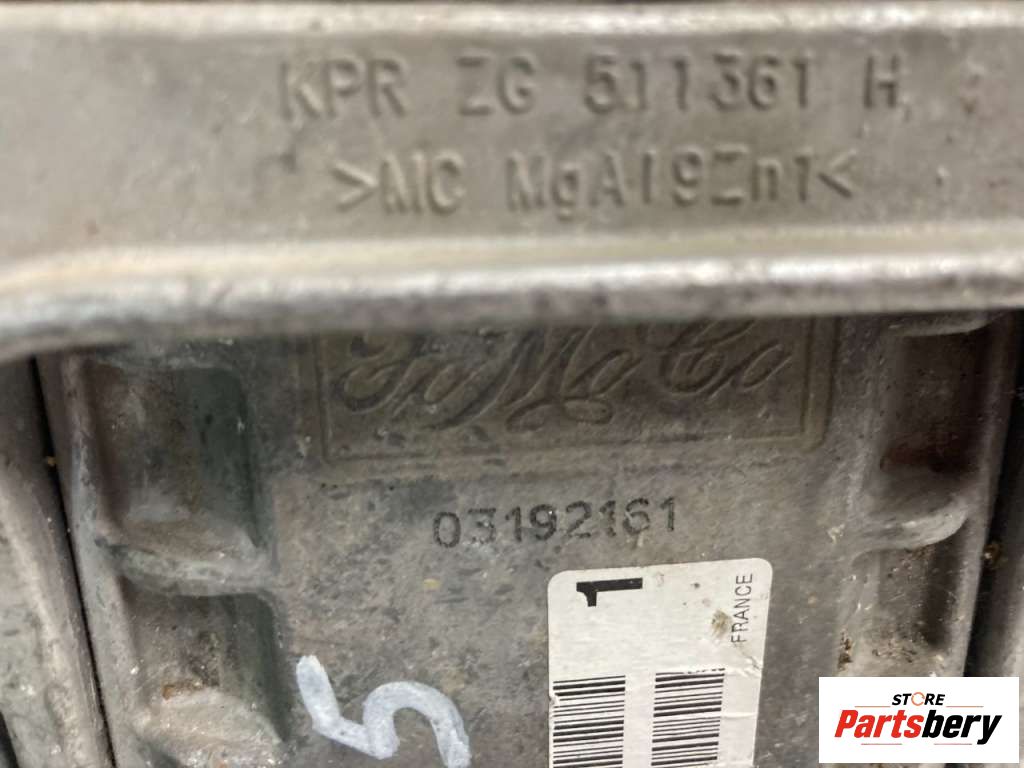 KPR ZG 511361 H
>MC MgAl9Zn1<
FoMoCo
03192161
1
FRANCE
5
STORE
Partsbery